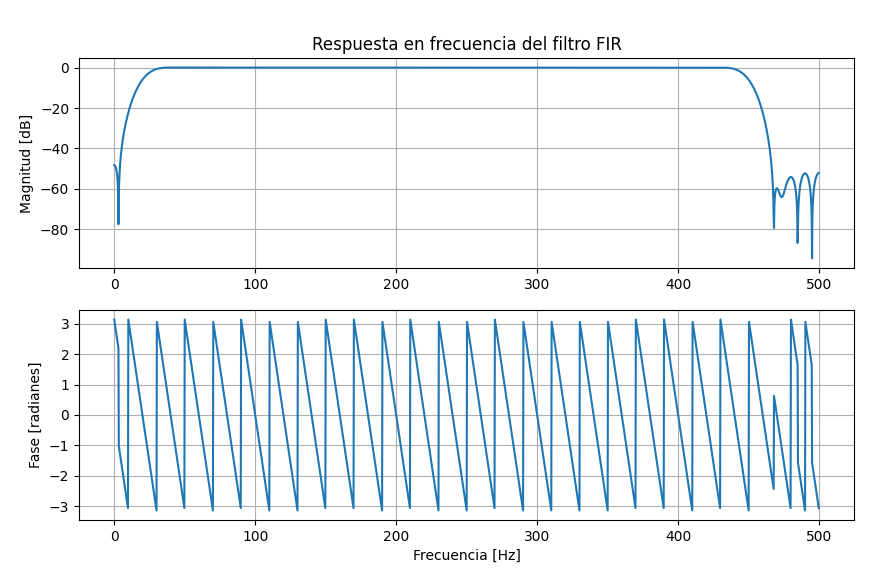 Respuesta en frecuencia del filtro FIR
0
−20
−40
−60
−80
Magnitud [dB]
0 100 200 300 400 500
3
2
1
0
−1
−2
−3
Fase [radianes]
0 100 200 300 400 500
Frecuencia [Hz]